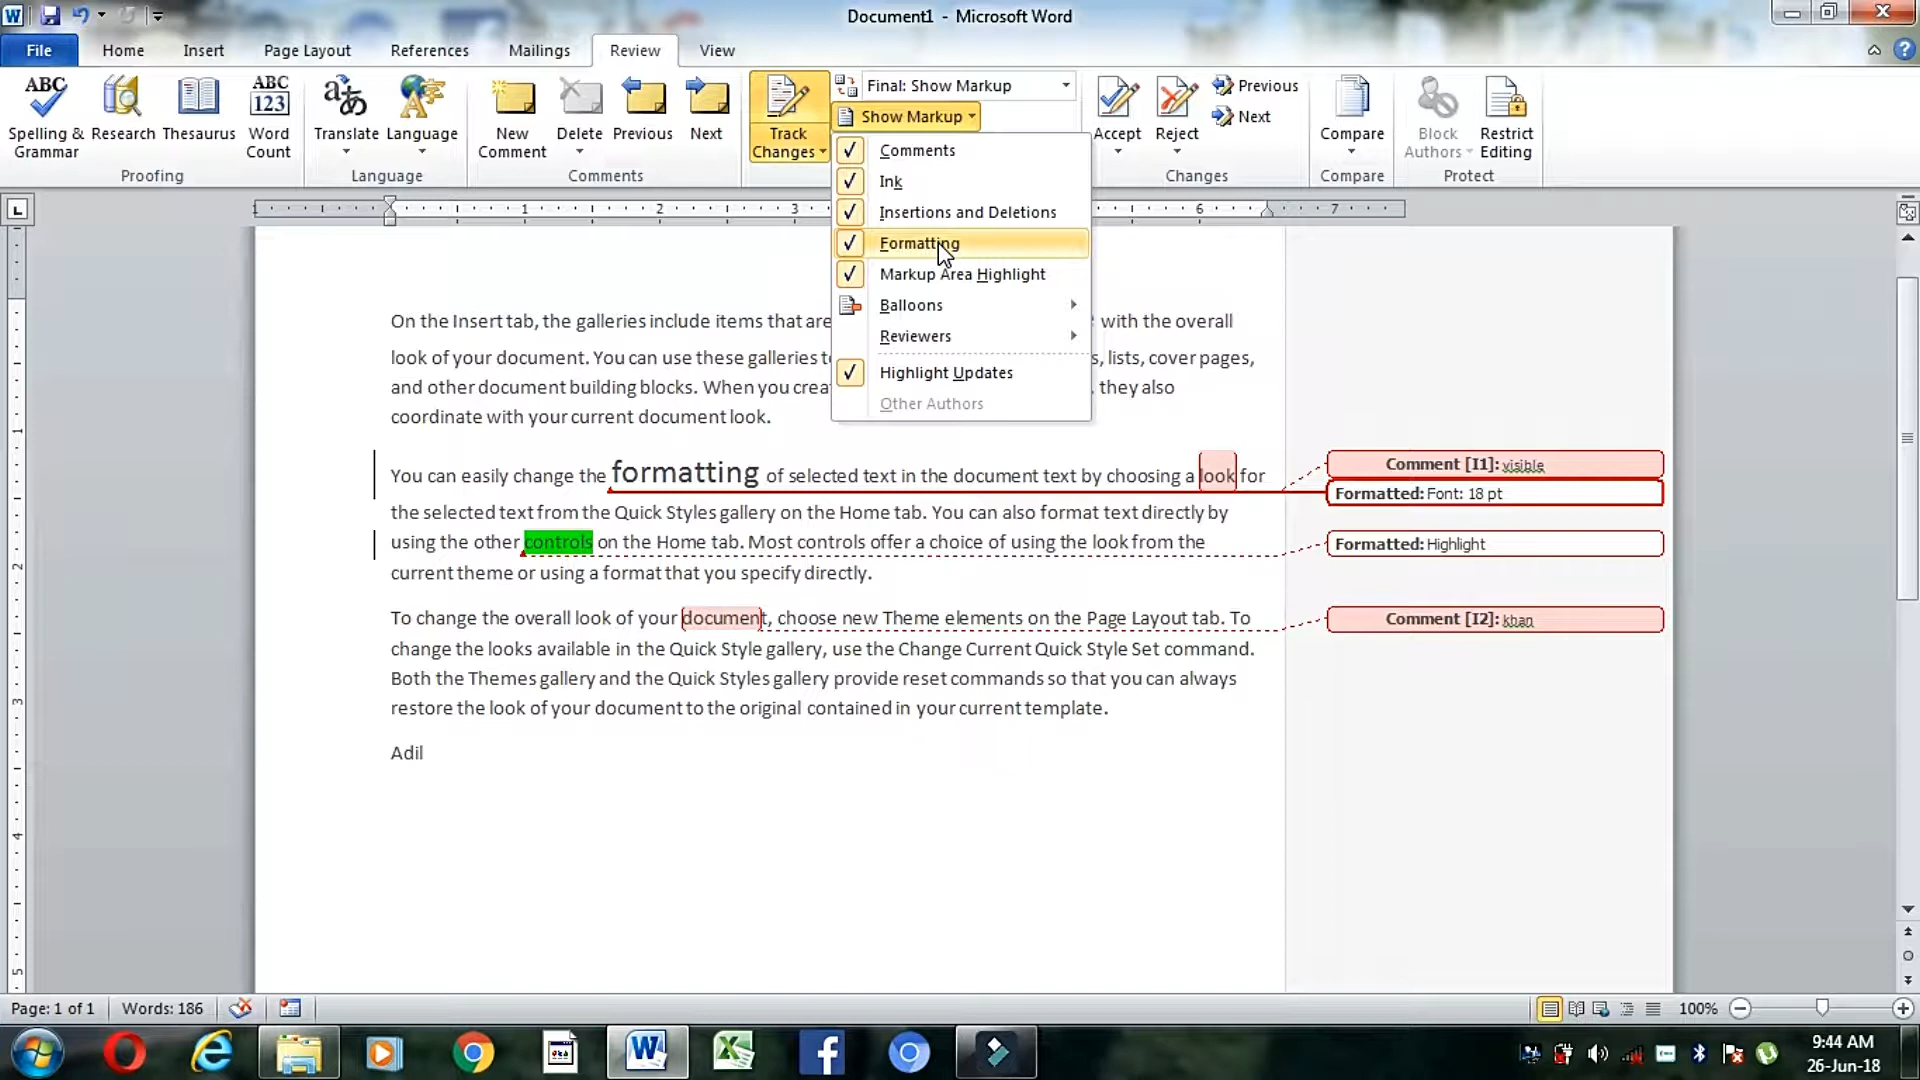 Document1 - Microsoft Word
File Home Insert Page Layout References Mailings Review View
Spelling & Grammar
Research
Thesaurus
ABC 123 Word Count
Proofing
Translate
Language
Language
New Comment
Delete
Previous
Next
Comments
Track Changes
Final: Show Markup
Show Markup
Comments
Ink
Insertions and Deletions
Formatting
Markup Area Highlight
Balloons
Reviewers
Highlight Updates
Other Authors
Accept
Reject
Previous
Next
Changes
Compare
Compare
Block Authors
Restrict Editing
Protect
1 1 2 3 6 7
On the Insert tab, the galleries include items that are with the overall
look of your document. You can use these galleries t s, lists, cover pages,
and other document building blocks. When you crea they also
coordinate with your current document look.
You can easily change the formatting of selected text in the document text by choosing a look for
the selected text from the Quick Styles gallery on the Home tab. You can also format text directly by
using the other controls on the Home tab. Most controls offer a choice of using the look from the
current theme or using a format that you specify directly.
To change the overall look of your document, choose new Theme elements on the Page Layout tab. To
change the looks available in the Quick Style gallery, use the Change Current Quick Style Set command.
Both the Themes gallery and the Quick Styles gallery provide reset commands so that you can always
restore the look of your document to the original contained in your current template.
Adil
Comment [I1]: visible
Formatted: Font: 18 pt
Formatted: Highlight
Comment [I2]: khan
1
2
3
4
5
Page: 1 of 1 Words: 186 100%
9:44 AM
26-Jun-18